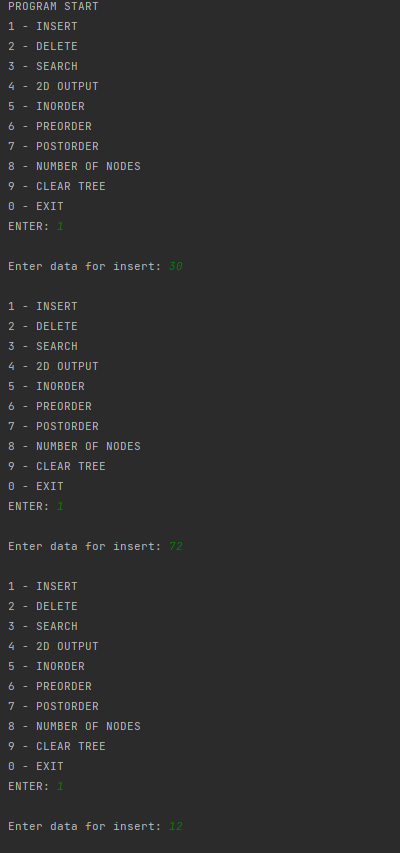 PROGRAM START
1 - INSERT
2 - DELETE
3 - SEARCH
4 - 2D OUTPUT
5 - INORDER
6 - PREORDER
7 - POSTORDER
8 - NUMBER OF NODES
9 - CLEAR TREE
0 - EXIT
ENTER: 1
Enter data for insert: 30
1 - INSERT
2 - DELETE
3 - SEARCH
4 - 2D OUTPUT
5 - INORDER
6 - PREORDER
7 - POSTORDER
8 - NUMBER OF NODES
9 - CLEAR TREE
0 - EXIT
ENTER: 1
Enter data for insert: 72
1 - INSERT
2 - DELETE
3 - SEARCH
4 - 2D OUTPUT
5 - INORDER
6 - PREORDER
7 - POSTORDER
8 - NUMBER OF NODES
9 - CLEAR TREE
0 - EXIT
ENTER: 1
Enter data for insert: 12